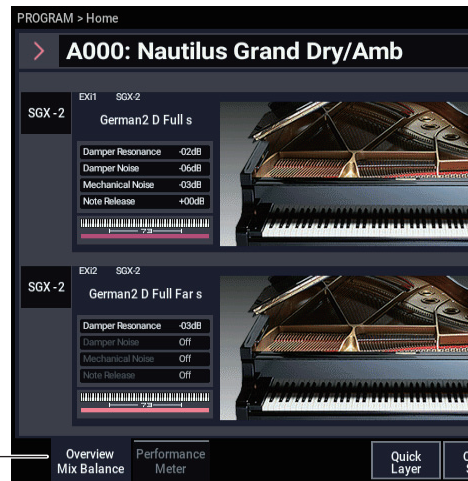 PROGRAM > Home
A000: Nautilus Grand Dry/Amb
EXi1 SGX-2
SGX-2
German2 D Full s
Damper Resonance -02dB
Damper Noise -06dB
Mechanical Noise -03dB
Note Release +00dB
73
EXi2 SGX-2
SGX-2
German2 D Full Far s
Damper Resonance -03dB
Damper Noise Off
Mechanical Noise Off
Note Release Off
73
Overview
Mix Balance
Performance
Meter
Quick
Layer